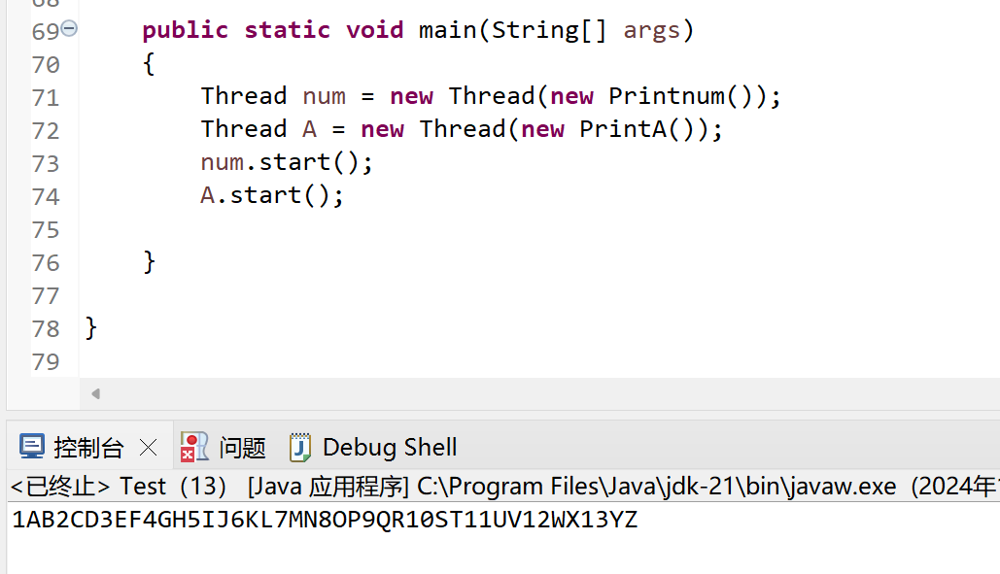 68
69 public static void main(String[] args)
70 {
71 Thread num = new Thread(new Printnum());
72 Thread A = new Thread(new PrintA());
73 num.start();
74 A.start();
75
76 }
77
78 }
79
控制台 问题 Debug Shell
<已终止> Test（13） [Java 应用程序] C:\Program Files\Java\jdk-21\bin\javaw.exe（2024年
1AB2CD3EF4GH5IJ6KL7MN8OP9QR10ST11UV12WX13YZ